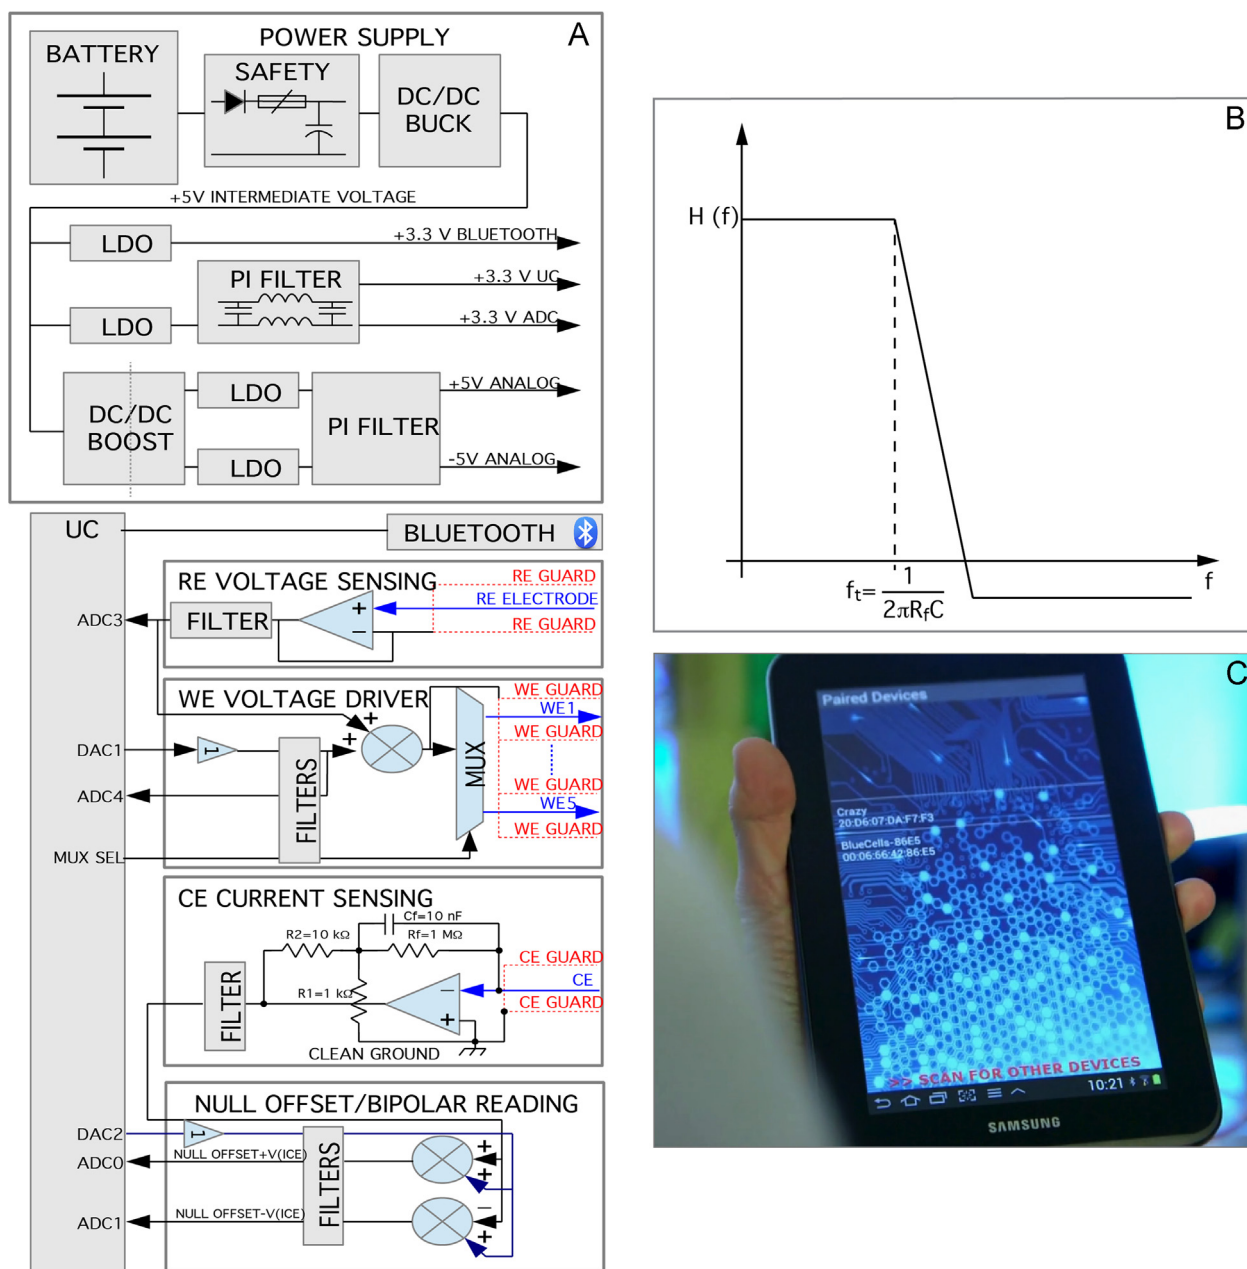 A
POWER SUPPLY
BATTERY
SAFETY
DC/DC
BUCK
+5V INTERMEDIATE VOLTAGE
LDO
+3.3 V BLUETOOTH
PI FILTER
+3.3 V UC
LDO
+3.3 V ADC
DC/DC
BOOST
LDO
+5V ANALOG
PI FILTER
LDO
-5V ANALOG
UC
BLUETOOTH
RE VOLTAGE SENSING
RE GUARD
RE ELECTRODE
ADC3
FILTER
+
−
RE GUARD
WE VOLTAGE DRIVER
WE GUARD
WE1
WE GUARD
+
+
DAC1
1
FILTERS
MUX
ADC4
WE GUARD
WE5
WE GUARD
MUX SEL
CE CURRENT SENSING
Cf=10 nF
R2=10 kΩ
Rf=1 MΩ
CE GUARD
FILTER
R1=1 kΩ
−
CE
CE GUARD
+
CLEAN GROUND
NULL OFFSET/BIPOLAR READING
DAC2
1
FILTERS
ADC0
NULL OFFSET+V(ICE)
+
+
ADC1
NULL OFFSET-V(ICE)
−
+
B
H (f)
f
ft= 1
2πRfC
C
Paired Devices
Crazy
20:D6:07:DA:F7:F3
BlueCells-86E5
00:06:66:42:86:E5
>> SCAN FOR OTHER DEVICES
10:21
SAMSUNG